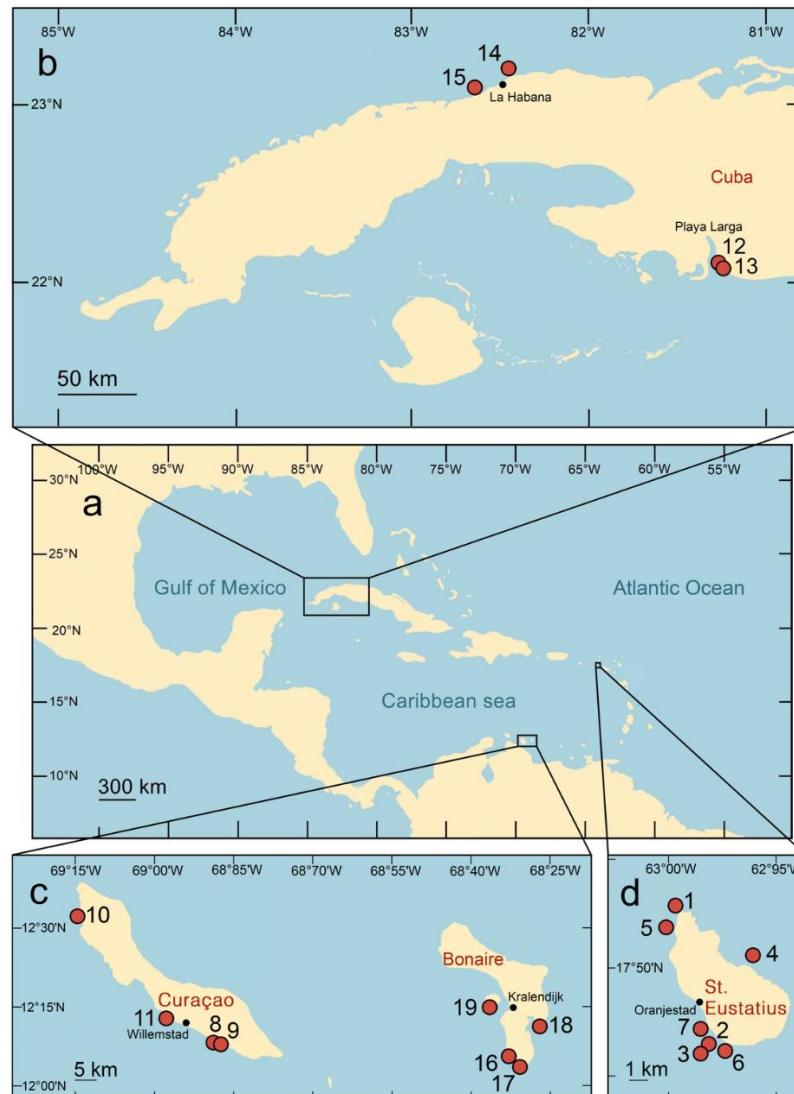 85°W 84°W 83°W 82°W 81°W
b
14
15
La Habana
23°N
Cuba
Playa Larga
12
13
22°N
50 km
100°W 95°W 90°W 85°W 80°W 75°W 70°W 65°W 60°W 55°W
30°N
a
25°N
Gulf of Mexico
Atlantic Ocean
20°N
15°N
Caribbean sea
10°N
300 km
69°15'W 69°00'W 68°85'W 68°70'W 68°55'W 68°40'W 68°25'W
c
10
12°30'N
Bonaire
Curaçao
12°15'N
19
Kralendijk
11
Willemstad
8
9
18
16
17
12°00'N
5 km
63°00'W 62°95'W
d
1
5
4
17°50'N
St.
Eustatius
Oranjestad
7
2
3
6
1 km